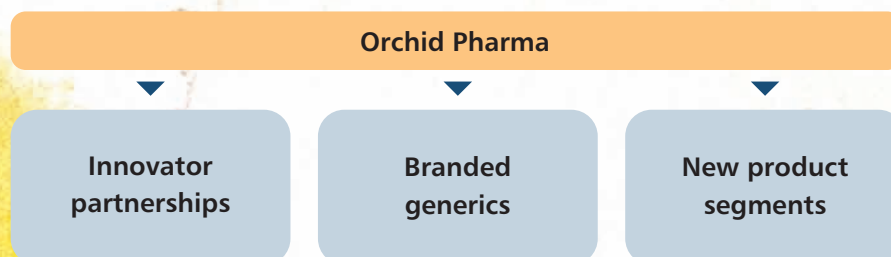 Orchid Pharma
Innovator
partnerships
Branded
generics
New product
segments